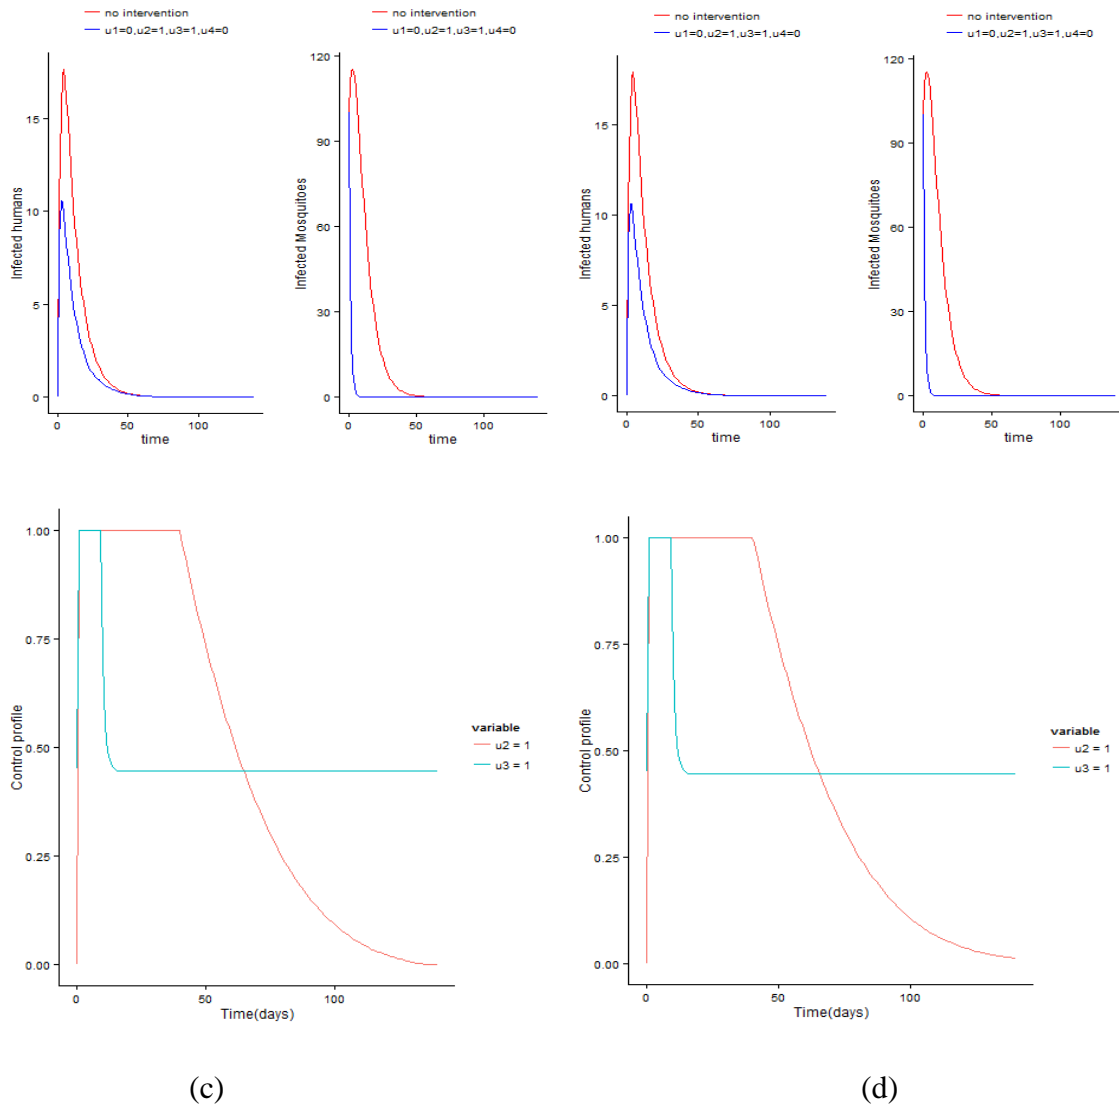 no intervention
u1=0,u2=1,u3=1,u4=0
no intervention
u1=0,u2=1,u3=1,u4=0
no intervention
u1=0,u2=1,u3=1,u4=0
no intervention
u1=0,u2=1,u3=1,u4=0
Infected humans
15
10
5
0
0
50
100
time
Infected Mosquitoes
120
90
60
30
0
0
50
100
time
Infected humans
15
10
5
0
0
50
100
time
Infected Mosquitoes
120
90
60
30
0
0
50
100
time
Control profile
1.00
0.75
0.50
0.25
0.00
0
50
100
Time(days)
variable
u2 = 1
u3 = 1
Control profile
1.00
0.75
0.50
0.25
0.00
0
50
100
Time(days)
variable
u2 = 1
u3 = 1
(c)
(d)